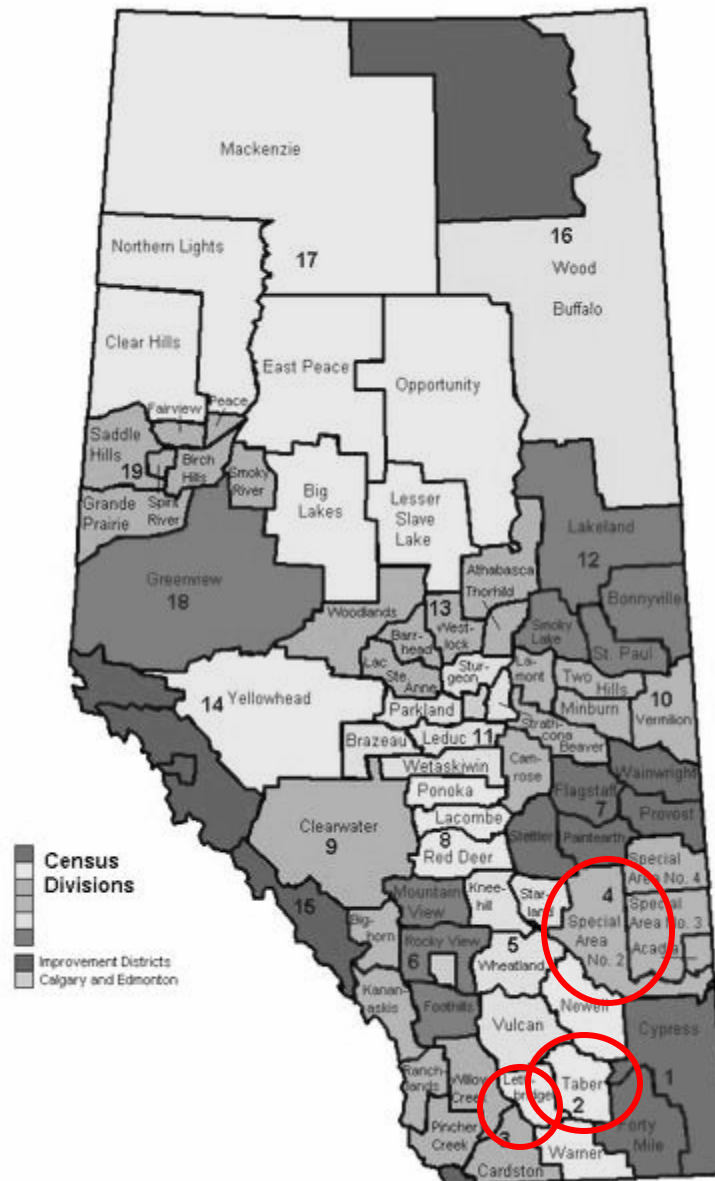 Mackenzie
16
Northern Lights
17
Wood
Buffalo
Clear Hills
East Peace
Opportunity
Peace
Fairview
Saddle
Hills
19
Birch
Hills
Smoky
River
Big
Lakes
Lesser
Slave
Lake
Grande
Prairie
Spirit
River
Lakeland
12
Athabasca
Thorhild
Greenview
18
Bonnyville
Woodlands
13
West-
lock
Barr-
head
Smoky
Lake
St. Paul
Lac
Ste.
Anne
Stur-
geon
La-
mont
Two
Hills
10
Vermilion
14
Yellowhead
Parkland
Minburn
Strath-
cona
Brazeau
Leduc 11
Beaver
Wetaskiwin
Cam-
rose
Wainwright
Ponoka
Flagstaff
7
Provost
Lacombe
Clearwater
9
8
Red Deer
Stettler
Paintearth
Census
Divisions
Special
Area No. 4
15
Mountain
View
Knee-
hill
Star-
land
4
Special
Area
No. 2
Special
Area No. 3
Acadia
Big-
horn
Rocky View
6
5
Wheatland
Improvement Districts
Calgary and Edmonton
Kanan-
askis
Foothills
Newell
Vulcan
Cypress
1
Ranch-
lands
Willow
Creek
Leth-
bridge
Taber
2
Forty
Mile
Pincher
Creek
3
Cardston
Warner